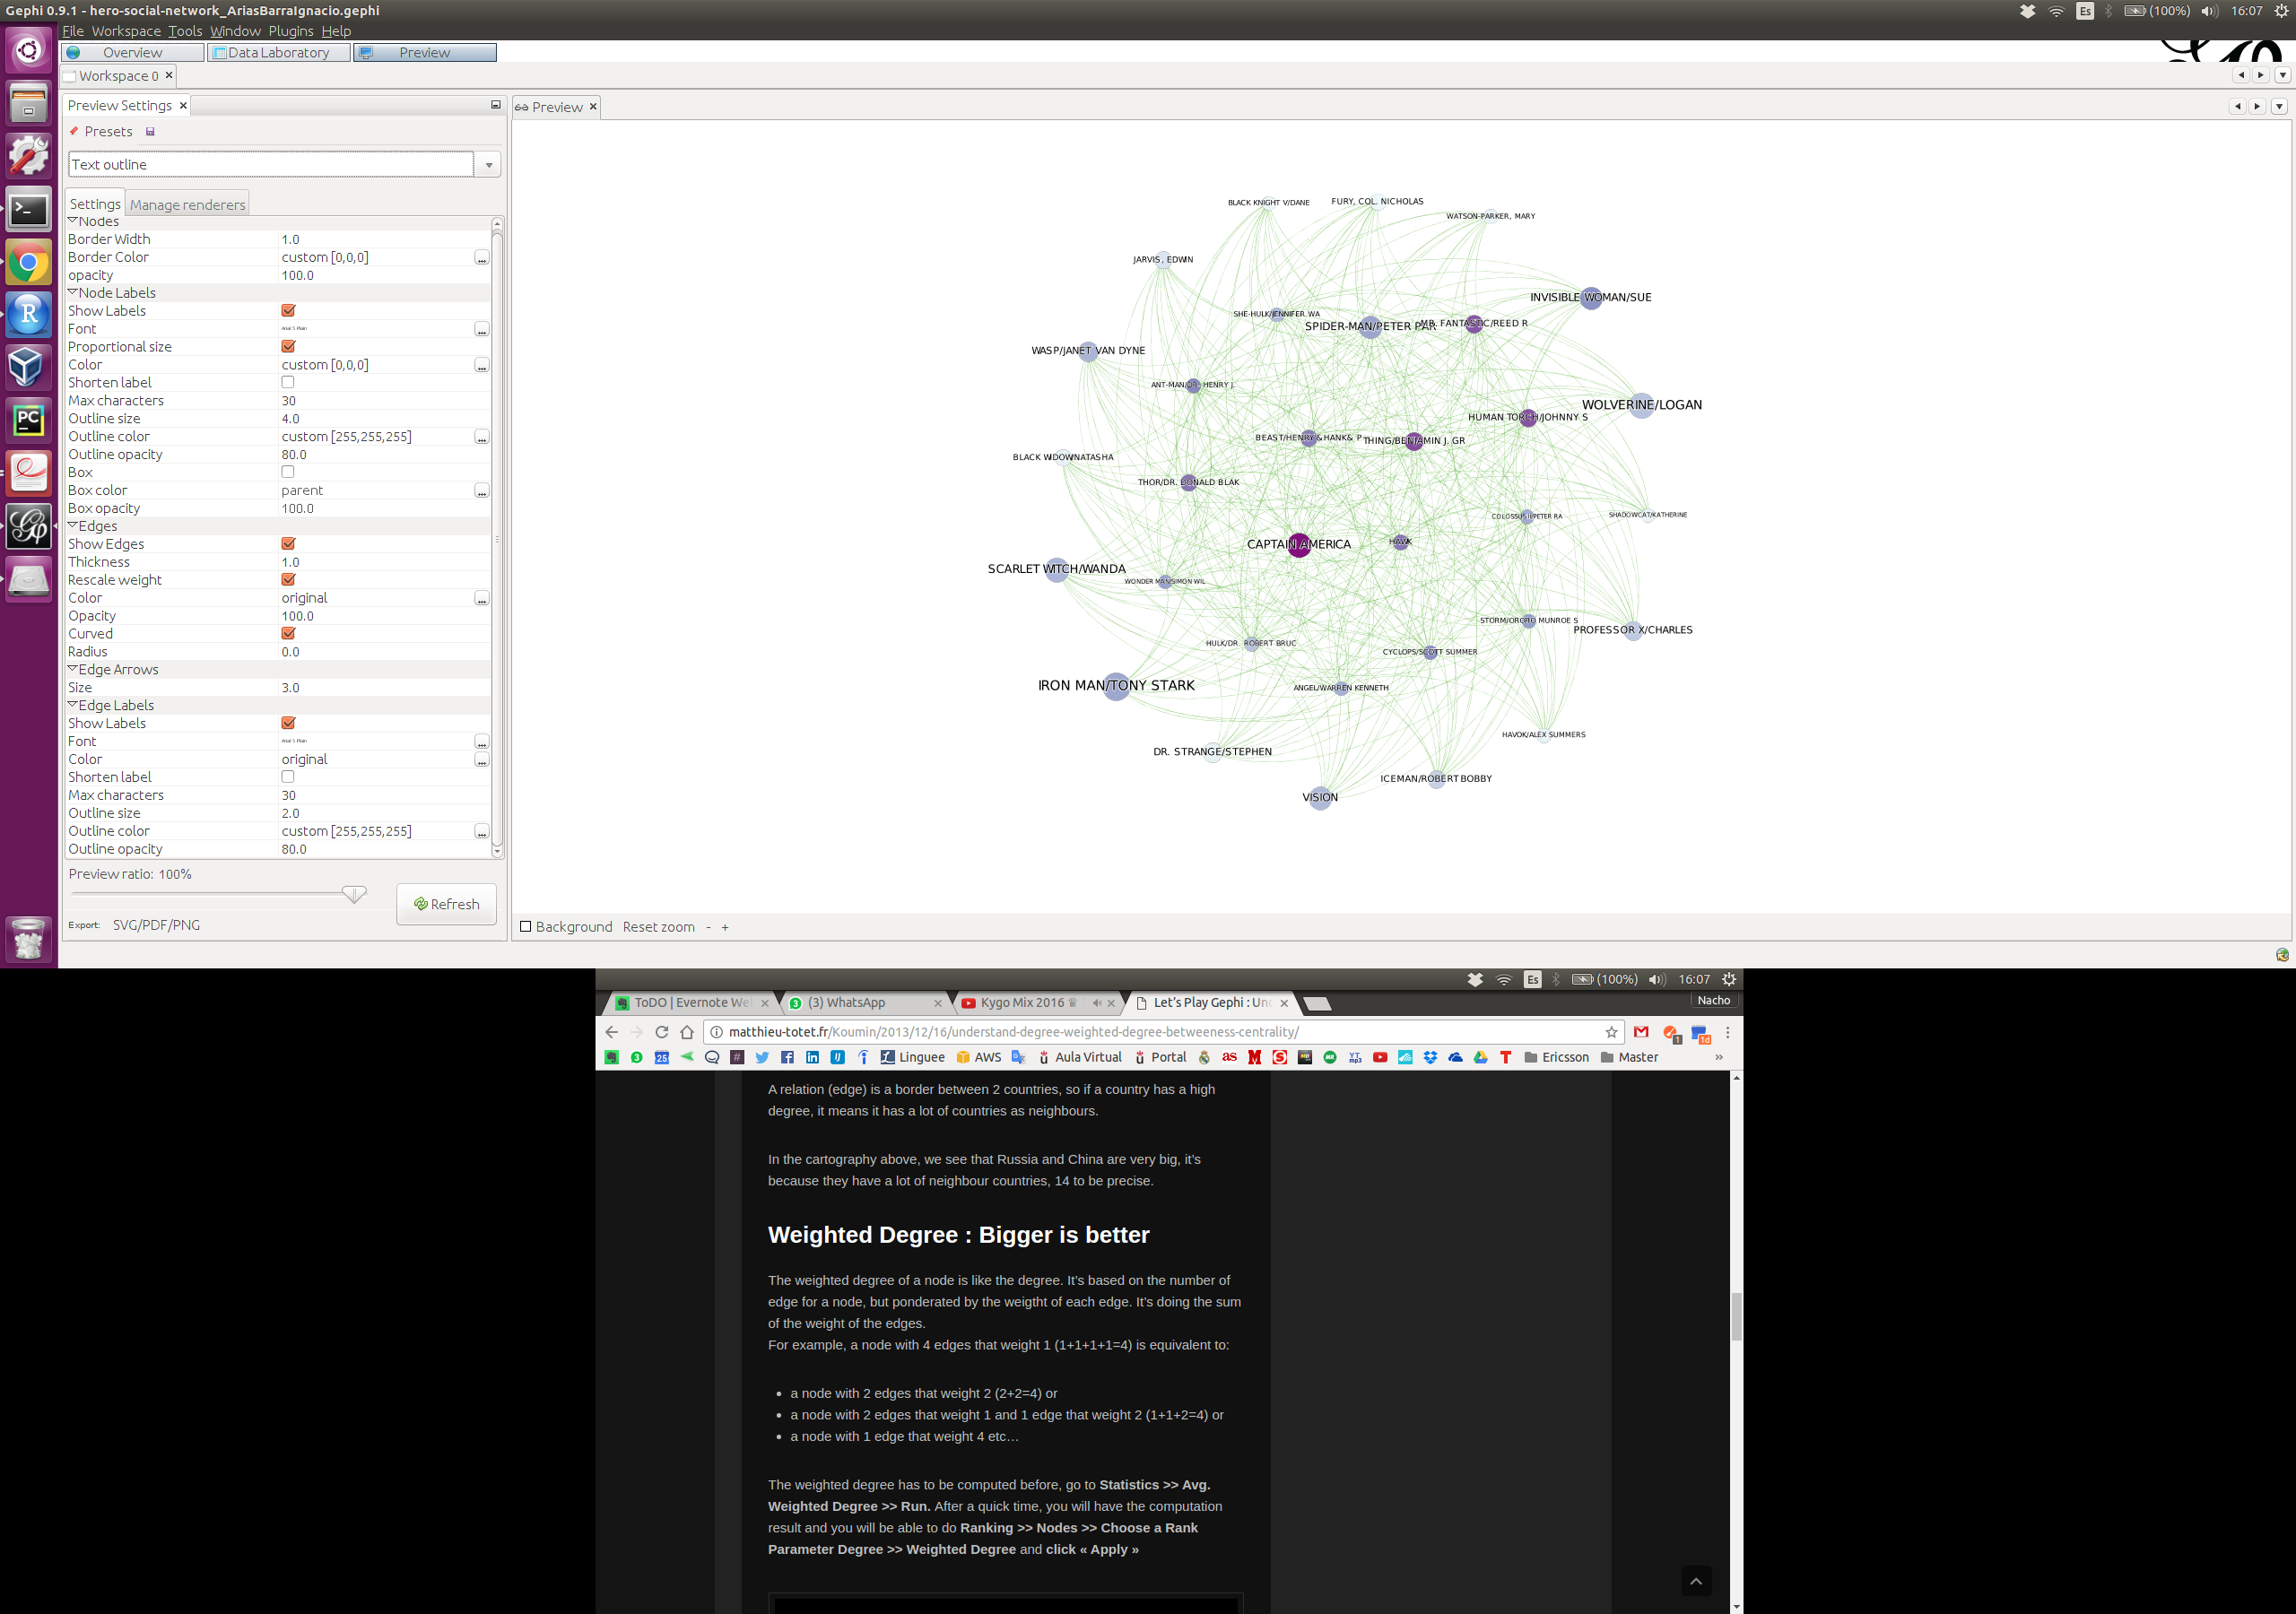 Gephi 0.9.1 - hero-social-network_AriasBarraIgnacio.gephi
Es (100%) 16:07
File Workspace Tools Window Plugins Help
Overview Data Laboratory Preview
Workspace 0
Preview Settings
Presets
Text outline
Settings Manage renderers
Nodes
Border Width 1.0
Border Color custom [0,0,0] ...
opacity 100.0
Node Labels
Show Labels
Font Arial 5 Plain ...
Proportional size
Color custom [0,0,0] ...
Shorten label
Max characters 30
Outline size 4.0
Outline color custom [255,255,255] ...
Outline opacity 80.0
Box
Box color parent ...
Box opacity 100.0
Edges
Show Edges
Thickness 1.0
Rescale weight
Color original ...
Opacity 100.0
Curved
Radius 0.0
Edge Arrows
Size 3.0
Edge Labels
Show Labels
Font Arial 5 Plain ...
Color original ...
Shorten label
Max characters 30
Outline size 2.0
Outline color custom [255,255,255] ...
Outline opacity 80.0
Preview ratio: 100%
Refresh
Export: SVG/PDF/PNG
Preview
BLACK KNIGHT V/DANE
FURY, COL. NICHOLAS
WATSON-PARKER, MARY
JARVIS, EDWIN
INVISIBLE WOMAN/SUE
SHE-HULK/JENNIFER WA
SPIDER-MAN/PETER PAR
MR. FANTASTIC/REED R
WASP/JANET VAN DYNE
ANT-MAN/DR. HENRY J.
WOLVERINE/LOGAN
HUMAN TORCH/JOHNNY S
BEAST/HENRY &HANK& P
THING/BENJAMIN J. GR
BLACK WIDOW/NATASHA
THOR/DR. DONALD BLAK
COLOSSUS II/PETER RA
SHADOWCAT/KATHERINE
CAPTAIN AMERICA
HAWK
SCARLET WITCH/WANDA
WONDER MAN/SIMON WIL
STORM/ORORO MUNROE S
PROFESSOR X/CHARLES
HULK/DR. ROBERT BRUC
CYCLOPS/SCOTT SUMMER
IRON MAN/TONY STARK
ANGEL/WARREN KENNETH
HAVOK/ALEX SUMMERS
DR. STRANGE/STEPHEN
ICEMAN/ROBERT BOBBY
VISION
Background Reset zoom - +
Es (100%) 16:07
ToDO | Evernote We (3) WhatsApp Kygo Mix 2016 Let's Play Gephi : Un Nacho
matthieu-totet.fr/Koumin/2013/12/16/understand-degree-weighted-degree-betweeness-centrality/
Linguee AWS Aula Virtual Portal as Ericsson Master »
A relation (edge) is a border between 2 countries, so if a country has a high
degree, it means it has a lot of countries as neighbours.
In the cartography above, we see that Russia and China are very big, it's
because they have a lot of neighbour countries, 14 to be precise.
Weighted Degree : Bigger is better
The weighted degree of a node is like the degree. It's based on the number of
edge for a node, but ponderated by the weigtht of each edge. It's doing the sum
of the weight of the edges.
For example, a node with 4 edges that weight 1 (1+1+1+1=4) is equivalent to:
• a node with 2 edges that weight 2 (2+2=4) or
• a node with 2 edges that weight 1 and 1 edge that weight 2 (1+1+2=4) or
• a node with 1 edge that weight 4 etc…
The weighted degree has to be computed before, go to Statistics >> Avg.
Weighted Degree >> Run. After a quick time, you will have the computation
result and you will be able to do Ranking >> Nodes >> Choose a Rank
Parameter Degree >> Weighted Degree and click « Apply »